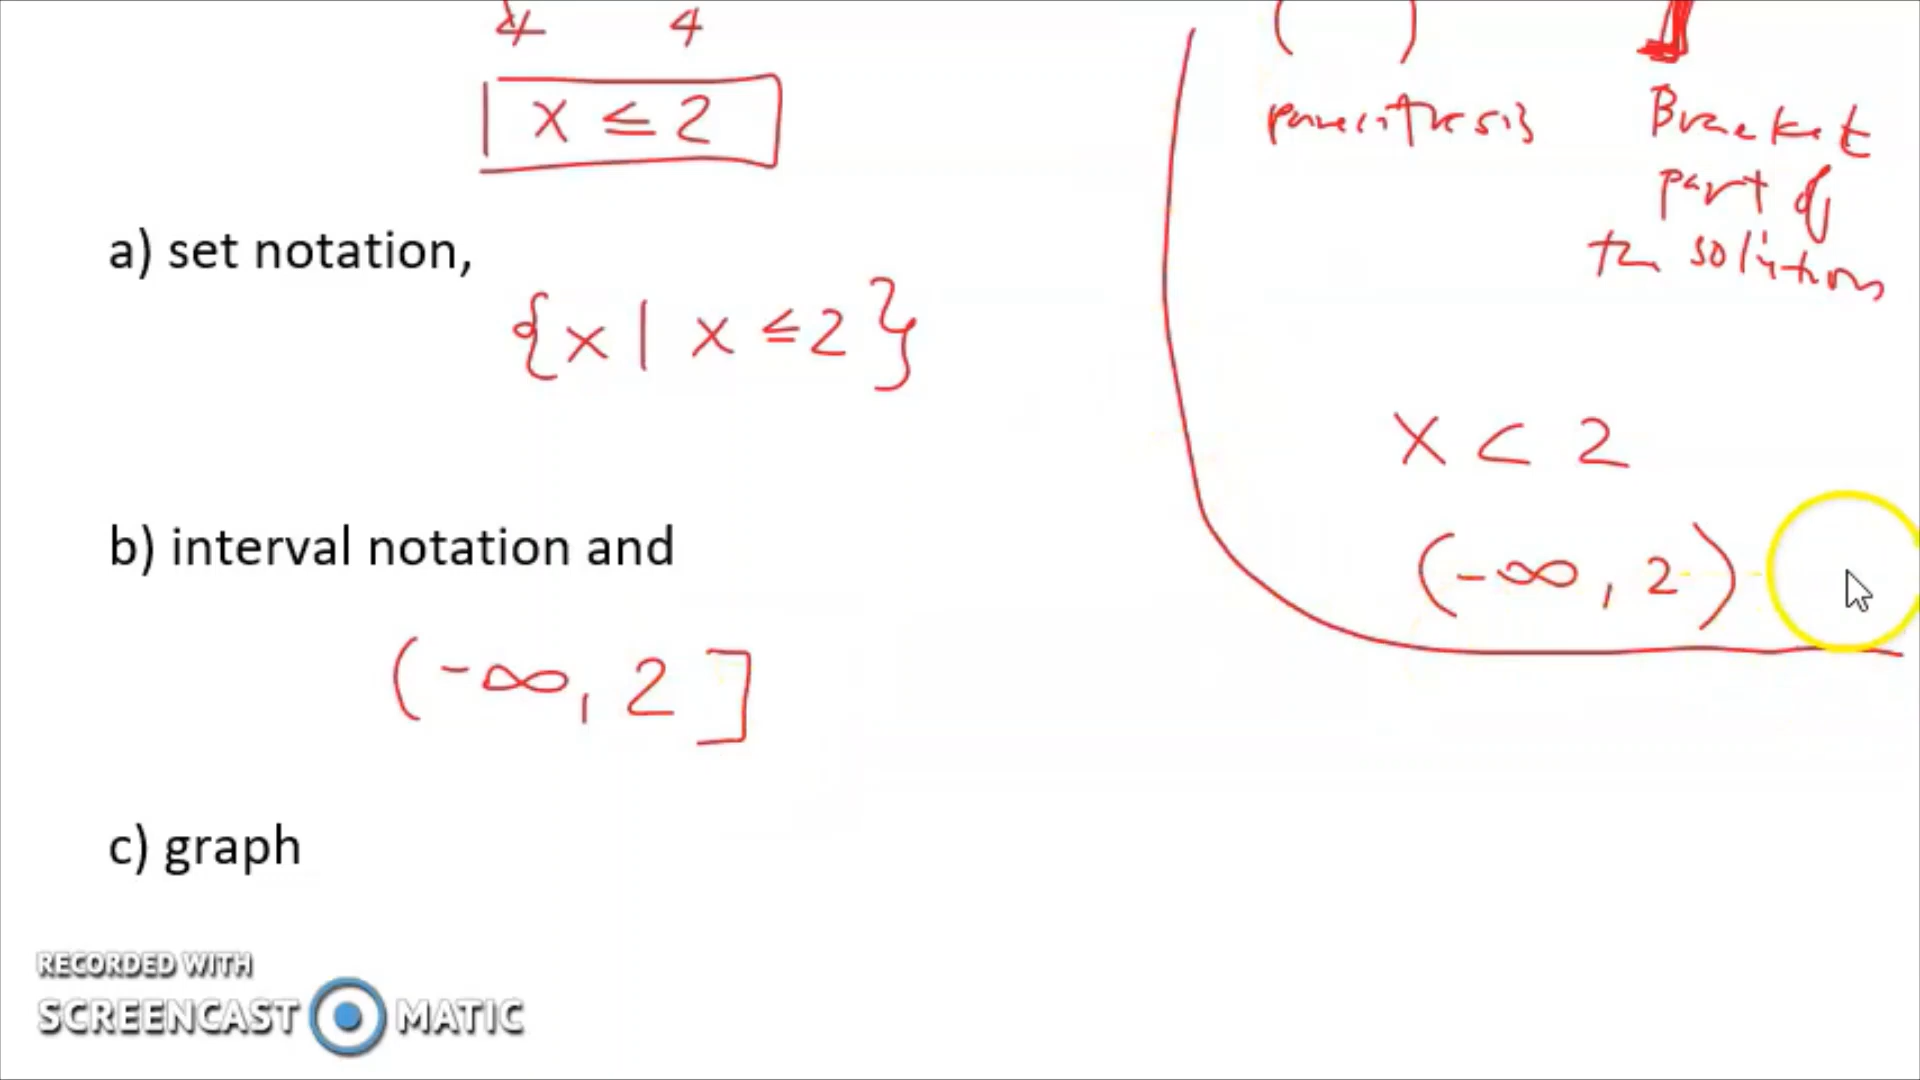 4 4
x ≤ 2
a) set notation,
{x | x ≤ 2}
b) interval notation and
(-∞, 2]
c) graph
( ) ]
parenthesis
Bracket
part of
the solution
x < 2
(-∞, 2)
RECORDED WITH
SCREENCAST MATIC